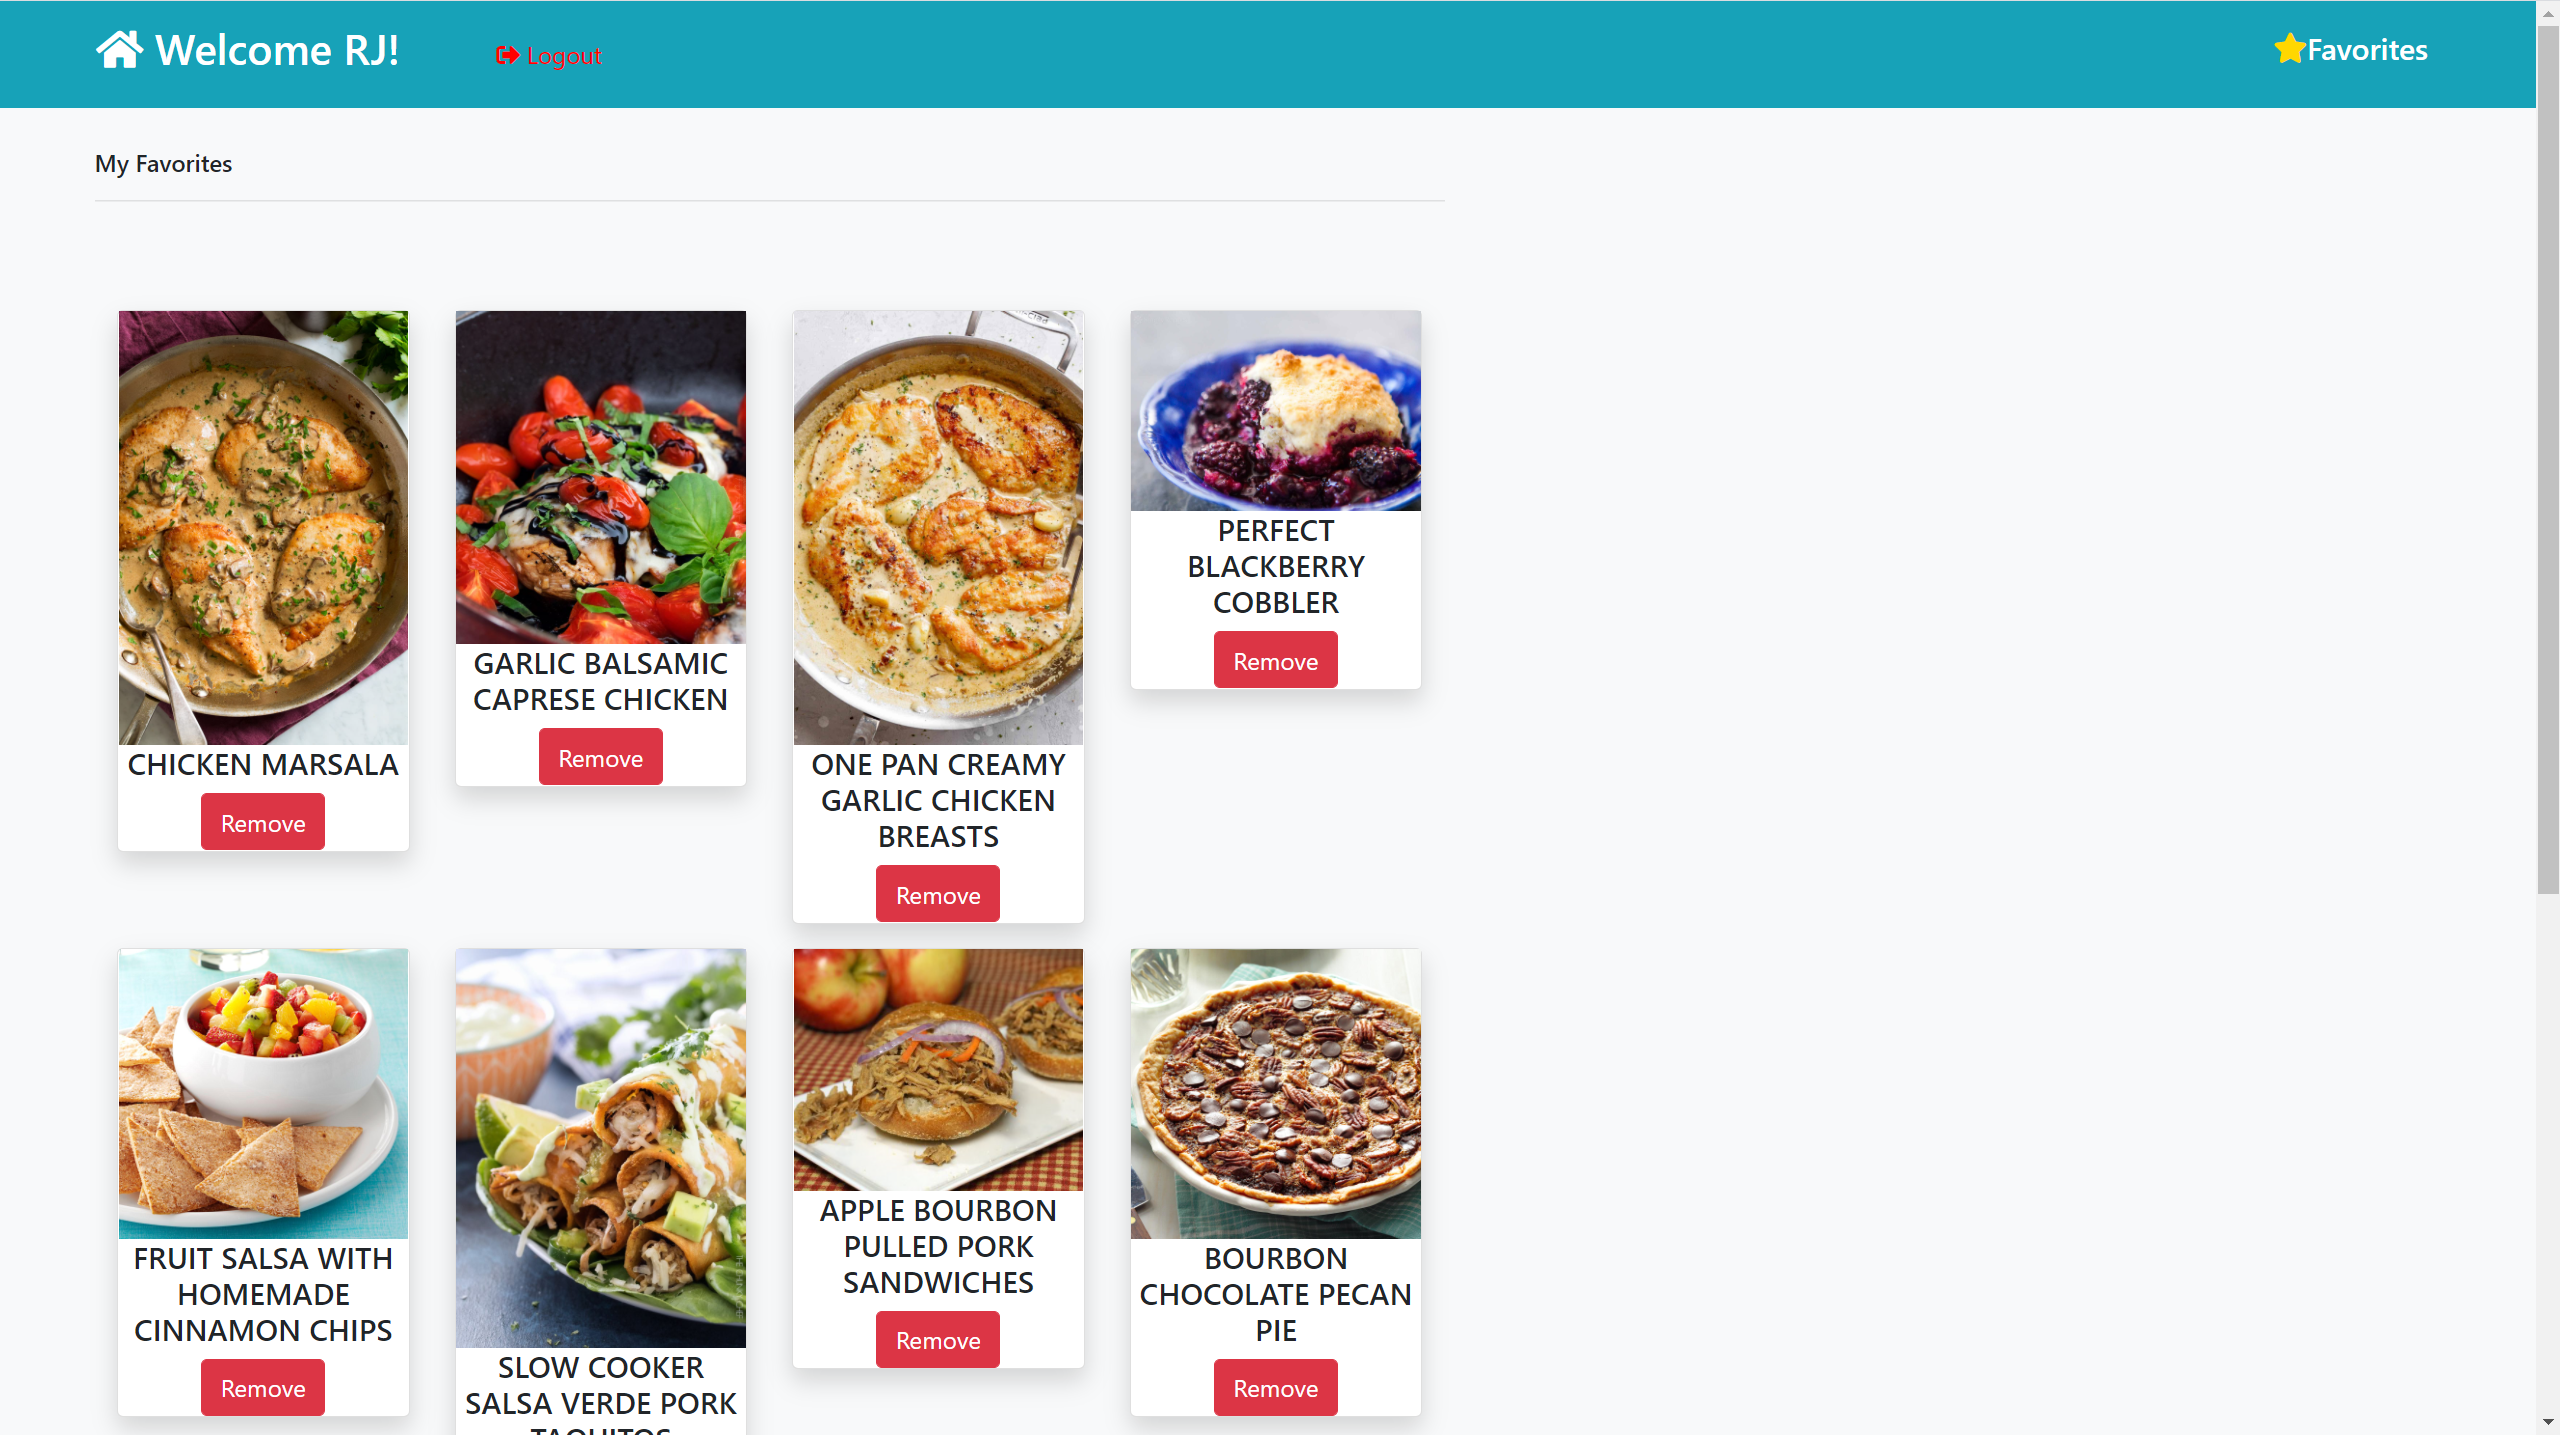 Welcome RJ!
Logout
Favorites
My Favorites
CHICKEN MARSALA
Remove
GARLIC BALSAMIC
CAPRESE CHICKEN
Remove
ONE PAN CREAMY
GARLIC CHICKEN
BREASTS
Remove
PERFECT
BLACKBERRY
COBBLER
Remove
FRUIT SALSA WITH
HOMEMADE
CINNAMON CHIPS
Remove
SLOW COOKER
SALSA VERDE PORK
TAQUITOS
APPLE BOURBON
PULLED PORK
SANDWICHES
Remove
BOURBON
CHOCOLATE PECAN
PIE
Remove